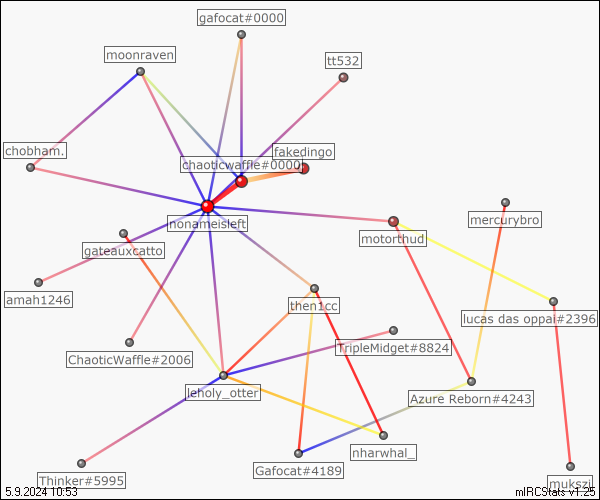 gafocat#0000
moonraven
tt532
chobham.
fakedingo
chaoticwaffle#0000
mercurybro
nonameisleft
motorthud
gateauxcatto
amah1246
then1cc
lucas das oppai#2396
TripleMidget#8824
ChaoticWaffle#2006
leholy_otter
Azure Reborn#4243
nharwhal_
Gafocat#4189
Thinker#5995
mukszi
5.9.2024 10:53
mIRCStats v1.25